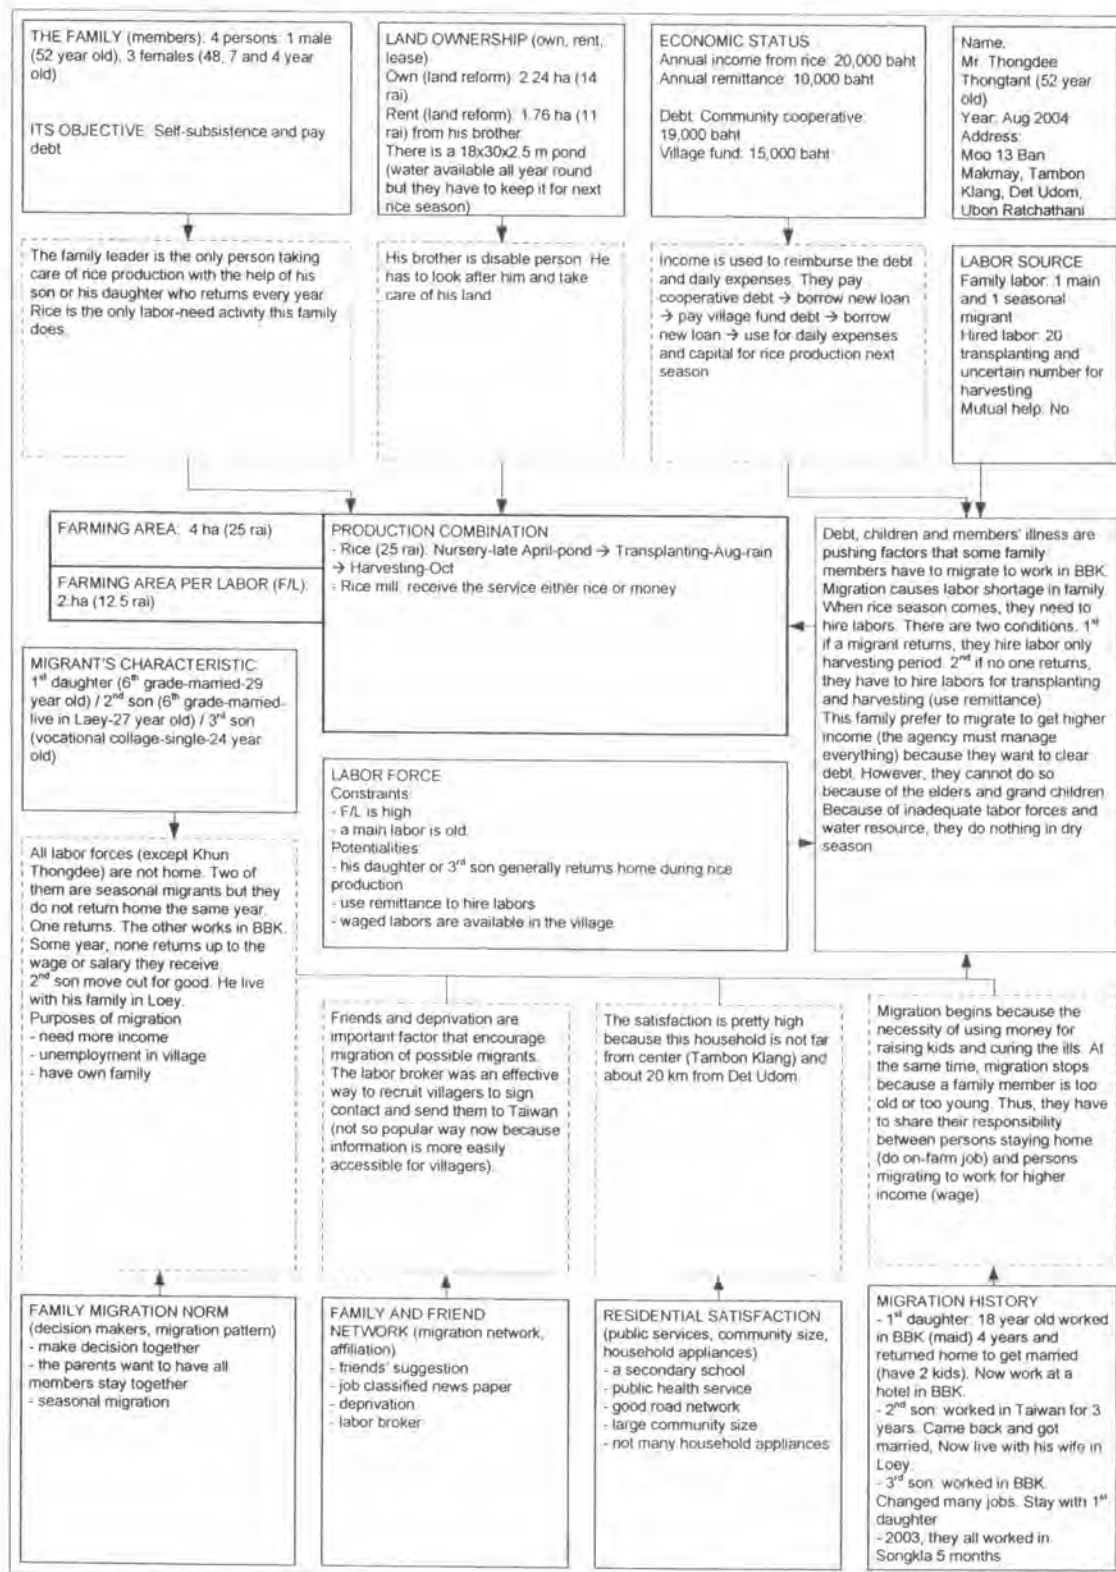 THE FAMILY (members): 4 persons: 1 male
(52 year old), 3 females (48, 7 and 4 year
old)
ITS OBJECTIVE: Self-subsistence and pay
debt
LAND OWNERSHIP (own, rent,
lease)
Own (land reform): 2.24 ha (14
rai)
Rent (land reform): 1.76 ha (11
rai) from his brother
There is a 18x30x2.5 m pond
(water available all year round
but they have to keep it for next
rice season)
ECONOMIC STATUS
Annual income from rice: 20,000 baht
Annual remittance: 10,000 baht
Debt: Community cooperative:
19,000 baht
Village fund: 15,000 baht
Name:
Mr. Thongdee
Thongtant (52 year
old)
Year: Aug 2004
Address:
Moo 13 Ban
Makmay, Tambon
Klang, Det Udom,
Ubon Ratchathani
The family leader is the only person taking
care of rice production with the help of his
son or his daughter who returns every year
Rice is the only labor-need activity this family
does.
His brother is disable person. He
has to look after him and take
care of his land
Income is used to reimburse the debt
and daily expenses. They pay
cooperative debt → borrow new loan
→ pay village fund debt → borrow
new loan → use for daily expenses
and capital for rice production next
season
LABOR SOURCE
Family labor: 1 main
and 1 seasonal
migrant
Hired labor: 20
transplanting and
uncertain number for
harvesting
Mutual help: No
FARMING AREA: 4 ha (25 rai)
FARMING AREA PER LABOR (F/L):
2 ha (12.5 rai)
PRODUCTION COMBINATION
- Rice (25 rai): Nursery-late April-pond → Transplanting-Aug-rain
→ Harvesting-Oct
- Rice mill: receive the service either rice or money
Debt, children and members' illness are
pushing factors that some family
members have to migrate to work in BBK.
Migration causes labor shortage in family.
When rice season comes, they need to
hire labors. There are two conditions. 1st
if a migrant returns, they hire labor only
harvesting period. 2nd if no one returns,
they have to hire labors for transplanting
and harvesting (use remittance)
This family prefer to migrate to get higher
income (the agency must manage
everything) because they want to clear
debt. However, they cannot do so
because of the elders and grand children
Because of inadequate labor forces and
water resource, they do nothing in dry
season
MIGRANT'S CHARACTERISTIC
1st daughter (6th grade-married-29
year old) / 2nd son (6th grade-married-
live in Laey-27 year old) / 3rd son
(vocational collage-single-24 year
old)
LABOR FORCE
Constraints:
- F/L is high
- a main labor is old
Potentialities:
- his daughter or 3rd son generally returns home during rice
production
- use remittance to hire labors
- waged labors are available in the village
All labor forces (except Khun
Thongdee) are not home. Two of
them are seasonal migrants but they
do not return home the same year.
One returns. The other works in BBK.
Some year, none returns up to the
wage or salary they receive
2nd son move out for good. He live
with his family in Loey.
Purposes of migration
- need more income
- unemployment in village
- have own family
Friends and deprivation are
important factor that encourage
migration of possible migrants.
The labor broker was an effective
way to recruit villagers to sign
contact and send them to Taiwan
(not so popular way now because
information is more easily
accessible for villagers).
The satisfaction is pretty high
because this household is not far
from center (Tambon Klang) and
about 20 km from Det Udom
Migration begins because the
necessity of using money for
raising kids and curing the ills. At
the same time, migration stops
because a family member is too
old or too young. Thus, they have
to share their responsibility
between persons staying home
(do on-farm job) and persons
migrating to work for higher
income (wage)
FAMILY MIGRATION NORM
(decision makers, migration pattern)
- make decision together
- the parents want to have all
members stay together
- seasonal migration
FAMILY AND FRIEND
NETWORK (migration network,
affiliation)
- friends' suggestion
- job classified news paper
- deprivation
- labor broker
RESIDENTIAL SATISFACTION
(public services, community size,
household appliances)
- a secondary school
- public health service
- good road network
- large community size
- not many household appliances
MIGRATION HISTORY
- 1st daughter: 18 year old worked
in BBK (maid) 4 years and
returned home to get married
(have 2 kids). Now work at a
hotel in BBK.
- 2nd son: worked in Taiwan for 3
years. Came back and got
married, Now live with his wife in
Loey.
- 3rd son: worked in BBK.
Changed many jobs. Stay with 1st
daughter
- 2003, they all worked in
Songkla 5 months